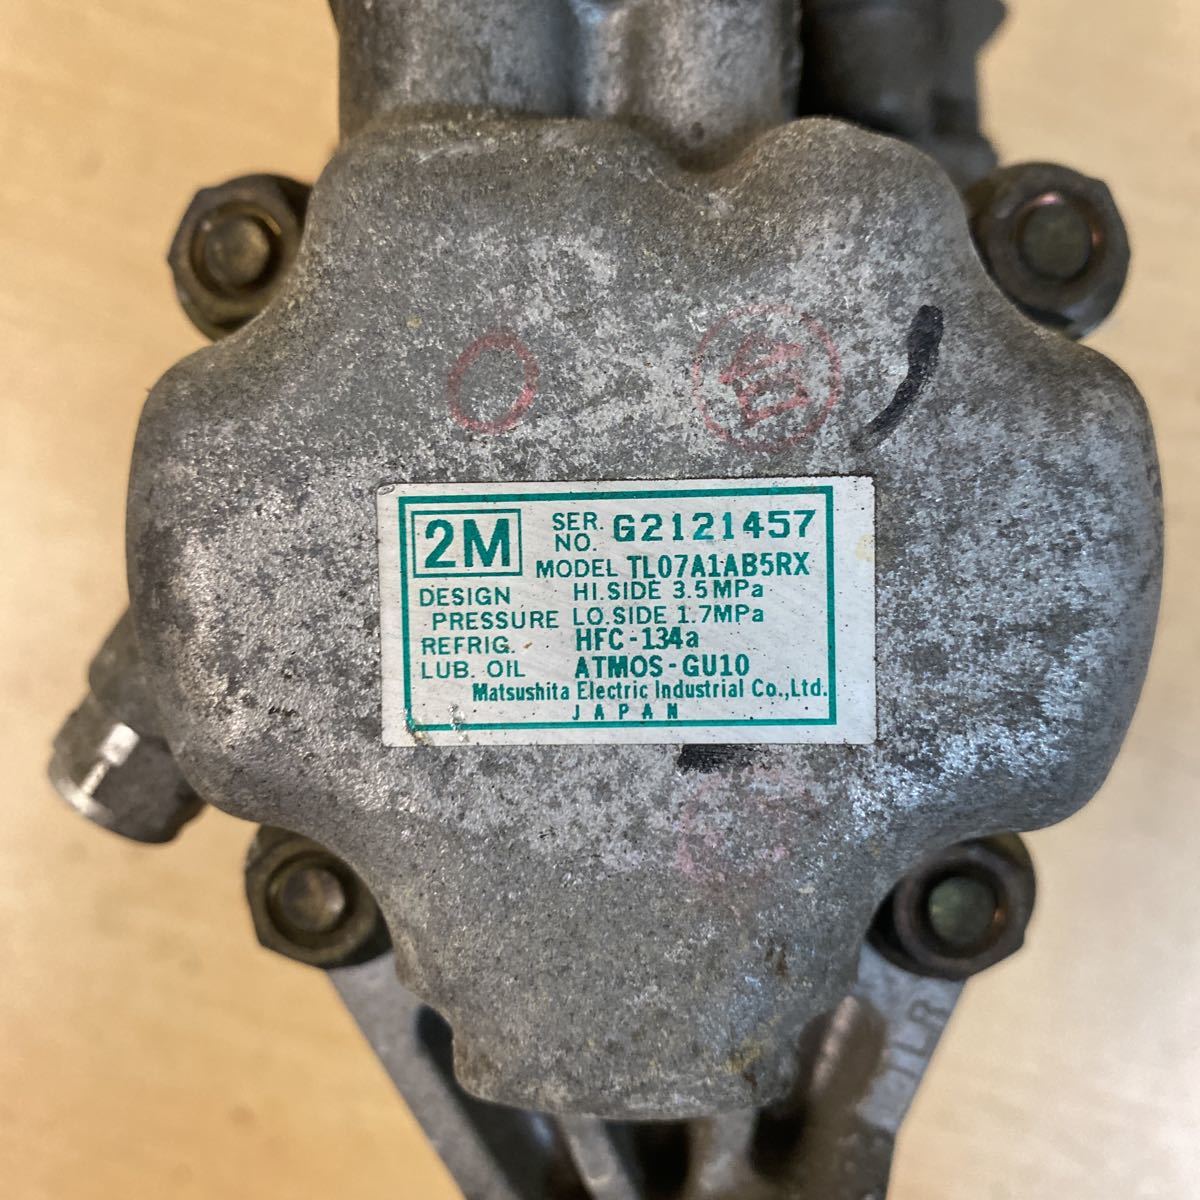 2M SER. NO. G2121457
MODEL TL07A1AB5RX
DESIGN HI.SIDE 3.5MPa
PRESSURE LO.SIDE 1.7MPa
REFRIG. HFC-134a
LUB. OIL ATMOS-GU10
Matsushita Electric Industrial Co.,Ltd.
JAPAN